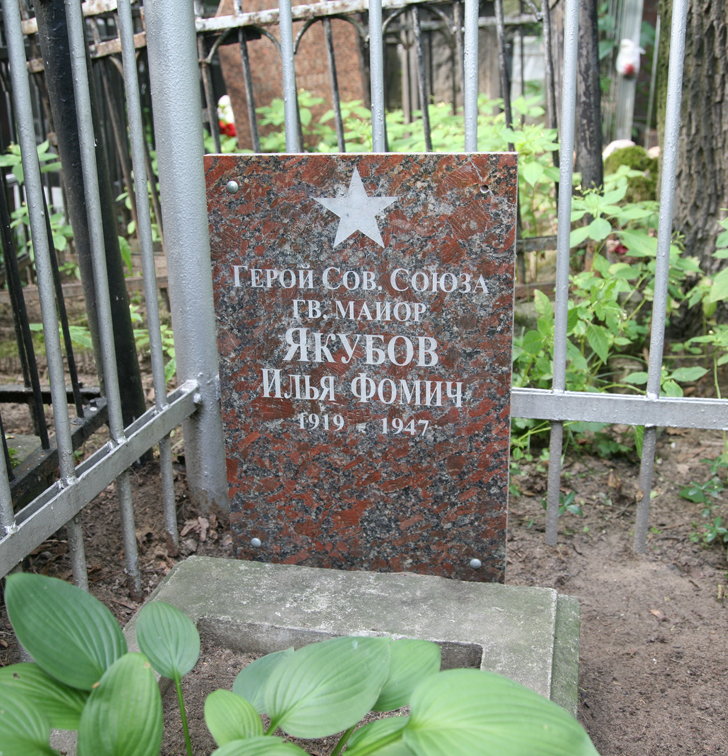 ГЕРОЙ СОВ. СОЮЗА
ГВ. МАИОР
ЯКУБОВ
ИЛЬЯ ФОМИЧ
1919 - 1947